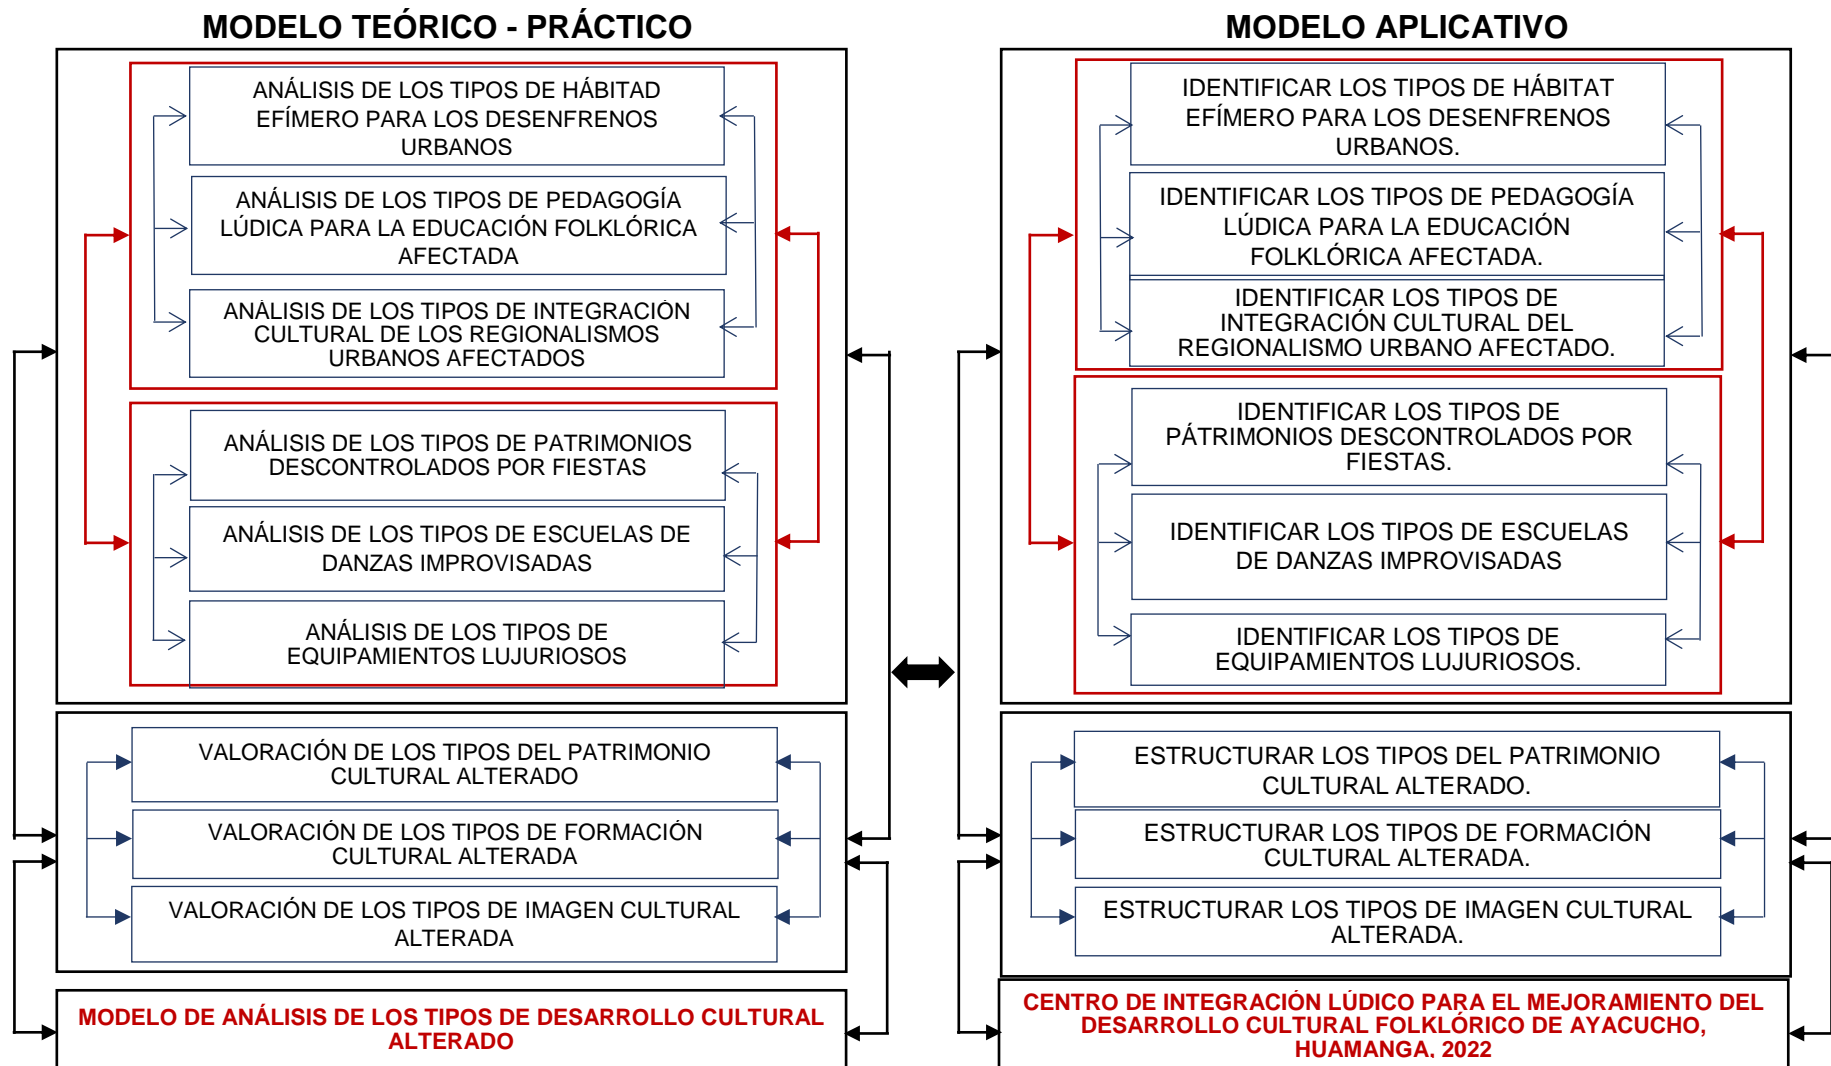 MODELO TEÓRICO - PRÁCTICO
ANÁLISIS DE LOS TIPOS DE HÁBITAD
EFÍMERO PARA LOS DESENFRENOS
URBANOS
ANÁLISIS DE LOS TIPOS DE PEDAGOGÍA
LÚDICA PARA LA EDUCACIÓN FOLKLÓRICA
AFECTADA
ANÁLISIS DE LOS TIPOS DE INTEGRACIÓN
CULTURAL DE LOS REGIONALISMOS
URBANOS AFECTADOS
ANÁLISIS DE LOS TIPOS DE PATRIMONIOS
DESCONTROLADOS POR FIESTAS
ANÁLISIS DE LOS TIPOS DE ESCUELAS DE
DANZAS IMPROVISADAS
ANÁLISIS DE LOS TIPOS DE
EQUIPAMIENTOS LUJURIOSOS
VALORACIÓN DE LOS TIPOS DEL PATRIMONIO
CULTURAL ALTERADO
VALORACIÓN DE LOS TIPOS DE FORMACIÓN
CULTURAL ALTERADA
VALORACIÓN DE LOS TIPOS DE IMAGEN CULTURAL
ALTERADA
MODELO DE ANÁLISIS DE LOS TIPOS DE DESARROLLO CULTURAL
ALTERADO
MODELO APLICATIVO
IDENTIFICAR LOS TIPOS DE HÁBITAT
EFÍMERO PARA LOS DESENFRENOS
URBANOS.
IDENTIFICAR LOS TIPOS DE PEDAGOGÍA
LÚDICA PARA LA EDUCACIÓN
FOLKLÓRICA AFECTADA.
IDENTIFICAR LOS TIPOS DE
INTEGRACIÓN CULTURAL DEL
REGIONALISMO URBANO AFECTADO.
IDENTIFICAR LOS TIPOS DE
PÁTRIMONIOS DESCONTROLADOS POR
FIESTAS.
IDENTIFICAR LOS TIPOS DE ESCUELAS
DE DANZAS IMPROVISADAS
IDENTIFICAR LOS TIPOS DE
EQUIPAMIENTOS LUJURIOSOS.
ESTRUCTURAR LOS TIPOS DEL PATRIMONIO
CULTURAL ALTERADO.
ESTRUCTURAR LOS TIPOS DE FORMACIÓN
CULTURAL ALTERADA.
ESTRUCTURAR LOS TIPOS DE IMAGEN CULTURAL
ALTERADA.
CENTRO DE INTEGRACIÓN LÚDICO PARA EL MEJORAMIENTO DEL
DESARROLLO CULTURAL FOLKLÓRICO DE AYACUCHO,
HUAMANGA, 2022